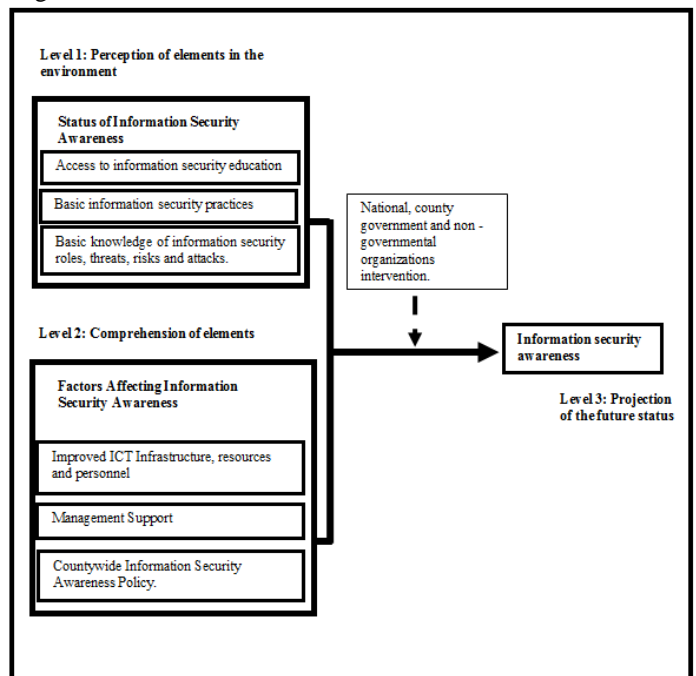 Level 1: Perception of elements in the
environment
Status of Information Security
Awareness
Access to information security education
Basic information security practices
Basic knowledge of information security
roles, threats, risks and attacks.
National, county
government and non -
governmental
organizations
intervention.
Level 2: Comprehension of elements
Information security
awareness
Factors Affecting Information
Security Awareness
Level 3: Projection
of the future status
Improved ICT Infrastructure, resources
and personnel
Management Support
Countywide Information Security
Awareness Policy.